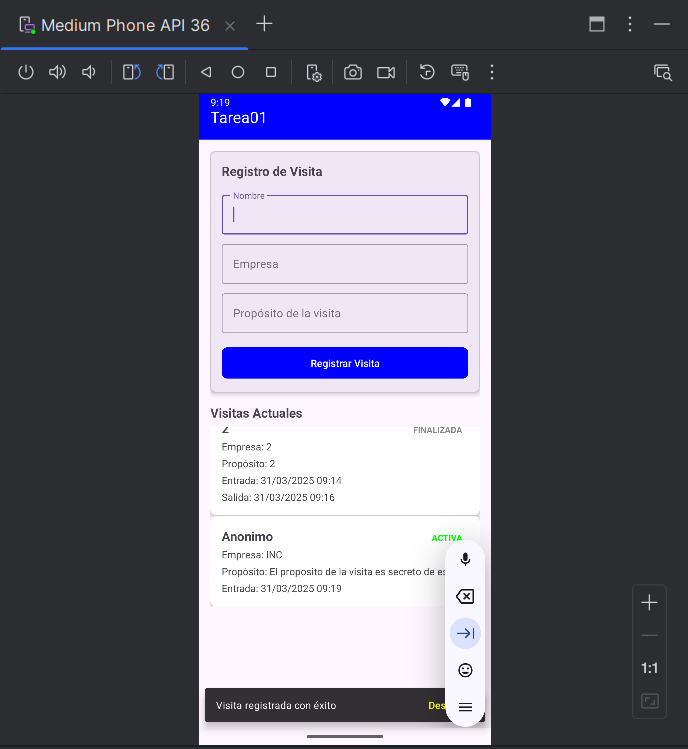 Medium Phone API 36
9:19
Tarea01
Registro de Visita
Nombre
Empresa
Propósito de la visita
Registrar Visita
Visitas Actuales
2 FINALIZADA
Empresa: 2
Propósito: 2
Entrada: 31/03/2025 09:14
Salida: 31/03/2025 09:16
Anonimo ACTIVA
Empresa: INC
Propósito: El proposito de la visita es secreto de es
Entrada: 31/03/2025 09:19
Visita registrada con éxito Des
1:1